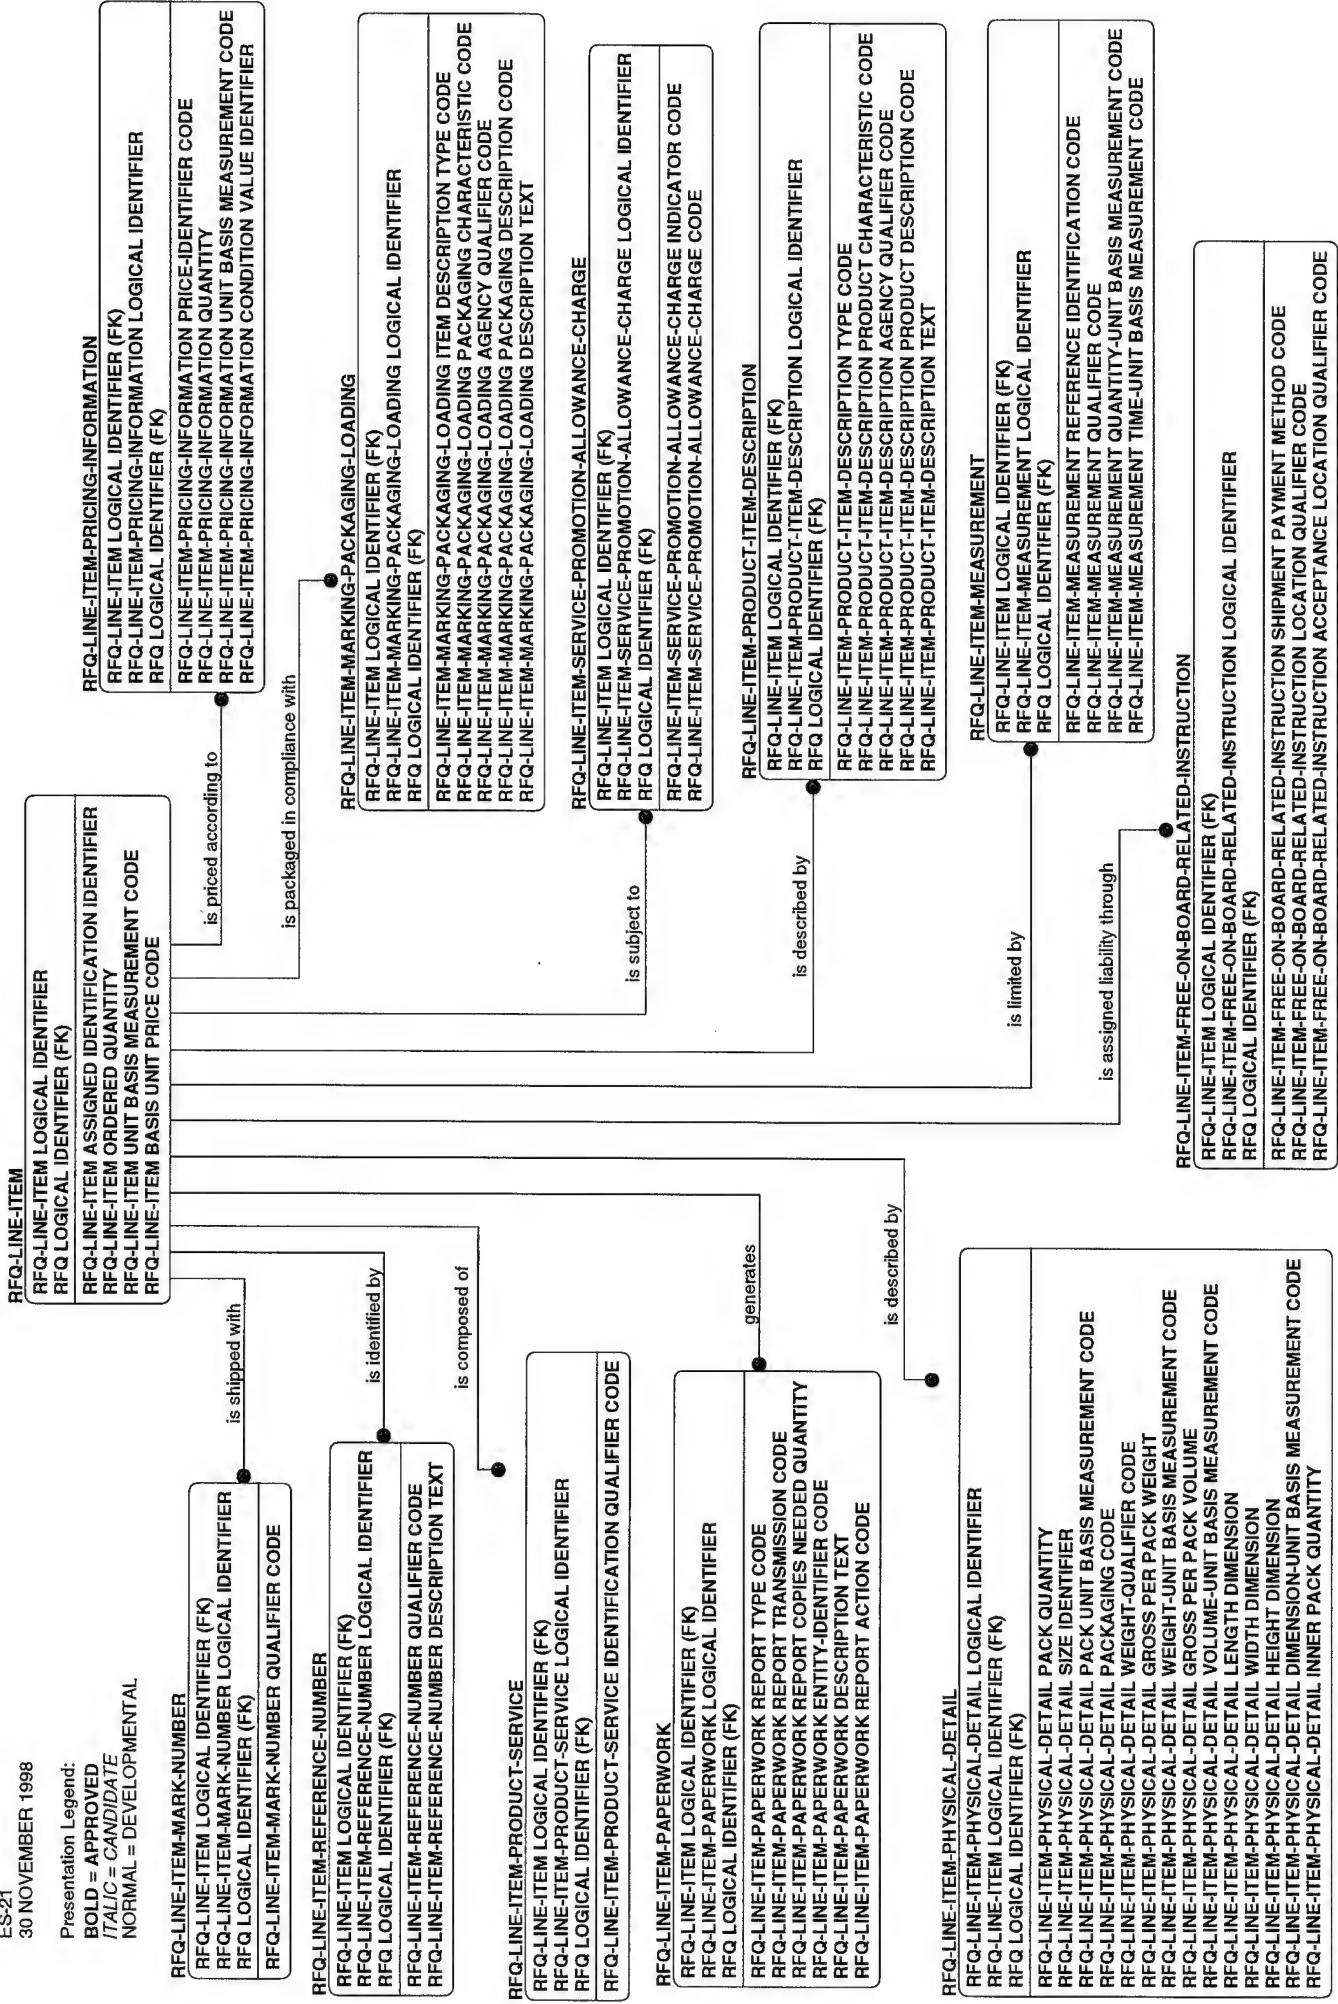 ES-21
30 NOVEMBER 1998
Presentation Legend:
BOLD = APPROVED
ITALIC = CANDIDATE
NORMAL = DEVELOPMENTAL
RFQ-LINE-ITEM
RFQ-LINE-ITEM LOGICAL IDENTIFIER
RFQ LOGICAL IDENTIFIER (FK)
RFQ-LINE-ITEM ASSIGNED IDENTIFICATION IDENTIFIER
RFQ-LINE-ITEM ORDERED QUANTITY
RFQ-LINE-ITEM UNIT BASIS MEASUREMENT CODE
RFQ-LINE-ITEM BASIS UNIT PRICE CODE
is shipped with
RFQ-LINE-ITEM-MARK-NUMBER
RFQ-LINE-ITEM LOGICAL IDENTIFIER (FK)
RFQ-LINE-ITEM-MARK-NUMBER LOGICAL IDENTIFIER
RFQ LOGICAL IDENTIFIER (FK)
RFQ-LINE-ITEM-MARK-NUMBER QUALIFIER CODE
is identified by
RFQ-LINE-ITEM-REFERENCE-NUMBER
RFQ-LINE-ITEM LOGICAL IDENTIFIER (FK)
RFQ-LINE-ITEM-REFERENCE-NUMBER LOGICAL IDENTIFIER
RFQ LOGICAL IDENTIFIER (FK)
RFQ-LINE-ITEM-REFERENCE-NUMBER QUALIFIER CODE
RFQ-LINE-ITEM-REFERENCE-NUMBER DESCRIPTION TEXT
is composed of
RFQ-LINE-ITEM-PRODUCT-SERVICE
RFQ-LINE-ITEM LOGICAL IDENTIFIER (FK)
RFQ-LINE-ITEM-PRODUCT-SERVICE LOGICAL IDENTIFIER
RFQ LOGICAL IDENTIFIER (FK)
RFQ-LINE-ITEM-PRODUCT-SERVICE IDENTIFICATION QUALIFIER CODE
generates
RFQ-LINE-ITEM-PAPERWORK
RFQ-LINE-ITEM LOGICAL IDENTIFIER (FK)
RFQ-LINE-ITEM-PAPERWORK LOGICAL IDENTIFIER
RFQ LOGICAL IDENTIFIER (FK)
RFQ-LINE-ITEM-PAPERWORK REPORT TYPE CODE
RFQ-LINE-ITEM-PAPERWORK REPORT TRANSMISSION CODE
RFQ-LINE-ITEM-PAPERWORK REPORT COPIES NEEDED QUANTITY
RFQ-LINE-ITEM-PAPERWORK ENTITY-IDENTIFIER CODE
RFQ-LINE-ITEM-PAPERWORK DESCRIPTION TEXT
RFQ-LINE-ITEM-PAPERWORK REPORT ACTION CODE
is described by
RFQ-LINE-ITEM-PHYSICAL-DETAIL
RFQ-LINE-ITEM-PHYSICAL-DETAIL LOGICAL IDENTIFIER
RFQ-LINE-ITEM LOGICAL IDENTIFIER (FK)
RFQ LOGICAL IDENTIFIER (FK)
RFQ-LINE-ITEM-PHYSICAL-DETAIL PACK QUANTITY
RFQ-LINE-ITEM-PHYSICAL-DETAIL SIZE IDENTIFIER
RFQ-LINE-ITEM-PHYSICAL-DETAIL PACK UNIT BASIS MEASUREMENT CODE
RFQ-LINE-ITEM-PHYSICAL-DETAIL PACKAGING CODE
RFQ-LINE-ITEM-PHYSICAL-DETAIL WEIGHT-QUALIFIER CODE
RFQ-LINE-ITEM-PHYSICAL-DETAIL GROSS PER PACK WEIGHT
RFQ-LINE-ITEM-PHYSICAL-DETAIL WEIGHT-UNIT BASIS MEASUREMENT CODE
RFQ-LINE-ITEM-PHYSICAL-DETAIL GROSS PER PACK VOLUME
RFQ-LINE-ITEM-PHYSICAL-DETAIL VOLUME-UNIT BASIS MEASUREMENT CODE
RFQ-LINE-ITEM-PHYSICAL-DETAIL LENGTH DIMENSION
RFQ-LINE-ITEM-PHYSICAL-DETAIL WIDTH DIMENSION
RFQ-LINE-ITEM-PHYSICAL-DETAIL HEIGHT DIMENSION
RFQ-LINE-ITEM-PHYSICAL-DETAIL DIMENSION-UNIT BASIS MEASUREMENT CODE
RFQ-LINE-ITEM-PHYSICAL-DETAIL INNER PACK QUANTITY
is priced according to
RFQ-LINE-ITEM-PRICING-INFORMATION
RFQ-LINE-ITEM LOGICAL IDENTIFIER (FK)
RFQ-LINE-ITEM-PRICING-INFORMATION LOGICAL IDENTIFIER
RFQ LOGICAL IDENTIFIER (FK)
RFQ-LINE-ITEM-PRICING-INFORMATION PRICE-IDENTIFIER CODE
RFQ-LINE-ITEM-PRICING-INFORMATION QUANTITY
RFQ-LINE-ITEM-PRICING-INFORMATION UNIT BASIS MEASUREMENT CODE
RFQ-LINE-ITEM-PRICING-INFORMATION CONDITION VALUE IDENTIFIER
is packaged in compliance with
RFQ-LINE-ITEM-MARKING-PACKAGING-LOADING
RFQ-LINE-ITEM LOGICAL IDENTIFIER (FK)
RFQ-LINE-ITEM-MARKING-PACKAGING-LOADING LOGICAL IDENTIFIER
RFQ LOGICAL IDENTIFIER (FK)
RFQ-LINE-ITEM-MARKING-PACKAGING-LOADING ITEM DESCRIPTION TYPE CODE
RFQ-LINE-ITEM-MARKING-PACKAGING-LOADING PACKAGING CHARACTERISTIC CODE
RFQ-LINE-ITEM-MARKING-PACKAGING-LOADING AGENCY QUALIFIER CODE
RFQ-LINE-ITEM-MARKING-PACKAGING-LOADING PACKAGING DESCRIPTION CODE
RFQ-LINE-ITEM-MARKING-PACKAGING-LOADING DESCRIPTION TEXT
is subject to
RFQ-LINE-ITEM-SERVICE-PROMOTION-ALLOWANCE-CHARGE
RFQ-LINE-ITEM LOGICAL IDENTIFIER (FK)
RFQ-LINE-ITEM-SERVICE-PROMOTION-ALLOWANCE-CHARGE LOGICAL IDENTIFIER
RFQ LOGICAL IDENTIFIER (FK)
RFQ-LINE-ITEM-SERVICE-PROMOTION-ALLOWANCE-CHARGE INDICATOR CODE
RFQ-LINE-ITEM-SERVICE-PROMOTION-ALLOWANCE-CHARGE CODE
is described by
RFQ-LINE-ITEM-PRODUCT-ITEM-DESCRIPTION
RFQ-LINE-ITEM LOGICAL IDENTIFIER (FK)
RFQ-LINE-ITEM-PRODUCT-ITEM-DESCRIPTION LOGICAL IDENTIFIER
RFQ LOGICAL IDENTIFIER (FK)
RFQ-LINE-ITEM-PRODUCT-ITEM-DESCRIPTION TYPE CODE
RFQ-LINE-ITEM-PRODUCT-ITEM-DESCRIPTION PRODUCT CHARACTERISTIC CODE
RFQ-LINE-ITEM-PRODUCT-ITEM-DESCRIPTION AGENCY QUALIFIER CODE
RFQ-LINE-ITEM-PRODUCT-ITEM-DESCRIPTION PRODUCT DESCRIPTION CODE
RFQ-LINE-ITEM-PRODUCT-ITEM-DESCRIPTION TEXT
is limited by
RFQ-LINE-ITEM-MEASUREMENT
RFQ-LINE-ITEM LOGICAL IDENTIFIER (FK)
RFQ-LINE-ITEM-MEASUREMENT LOGICAL IDENTIFIER
RFQ LOGICAL IDENTIFIER (FK)
RFQ-LINE-ITEM-MEASUREMENT REFERENCE IDENTIFICATION CODE
RFQ-LINE-ITEM-MEASUREMENT QUALIFIER CODE
RFQ-LINE-ITEM-MEASUREMENT QUANTITY-UNIT BASIS MEASUREMENT CODE
RFQ-LINE-ITEM-MEASUREMENT TIME-UNIT BASIS MEASUREMENT CODE
is assigned liability through
RFQ-LINE-ITEM-FREE-ON-BOARD-RELATED-INSTRUCTION
RFQ-LINE-ITEM LOGICAL IDENTIFIER (FK)
RFQ-LINE-ITEM-FREE-ON-BOARD-RELATED-INSTRUCTION LOGICAL IDENTIFIER
RFQ LOGICAL IDENTIFIER (FK)
RFQ-LINE-ITEM-FREE-ON-BOARD-RELATED-INSTRUCTION SHIPMENT PAYMENT METHOD CODE
RFQ-LINE-ITEM-FREE-ON-BOARD-RELATED-INSTRUCTION LOCATION QUALIFIER CODE
RFQ-LINE-ITEM-FREE-ON-BOARD-RELATED-INSTRUCTION ACCEPTANCE LOCATION QUALIFIER CODE